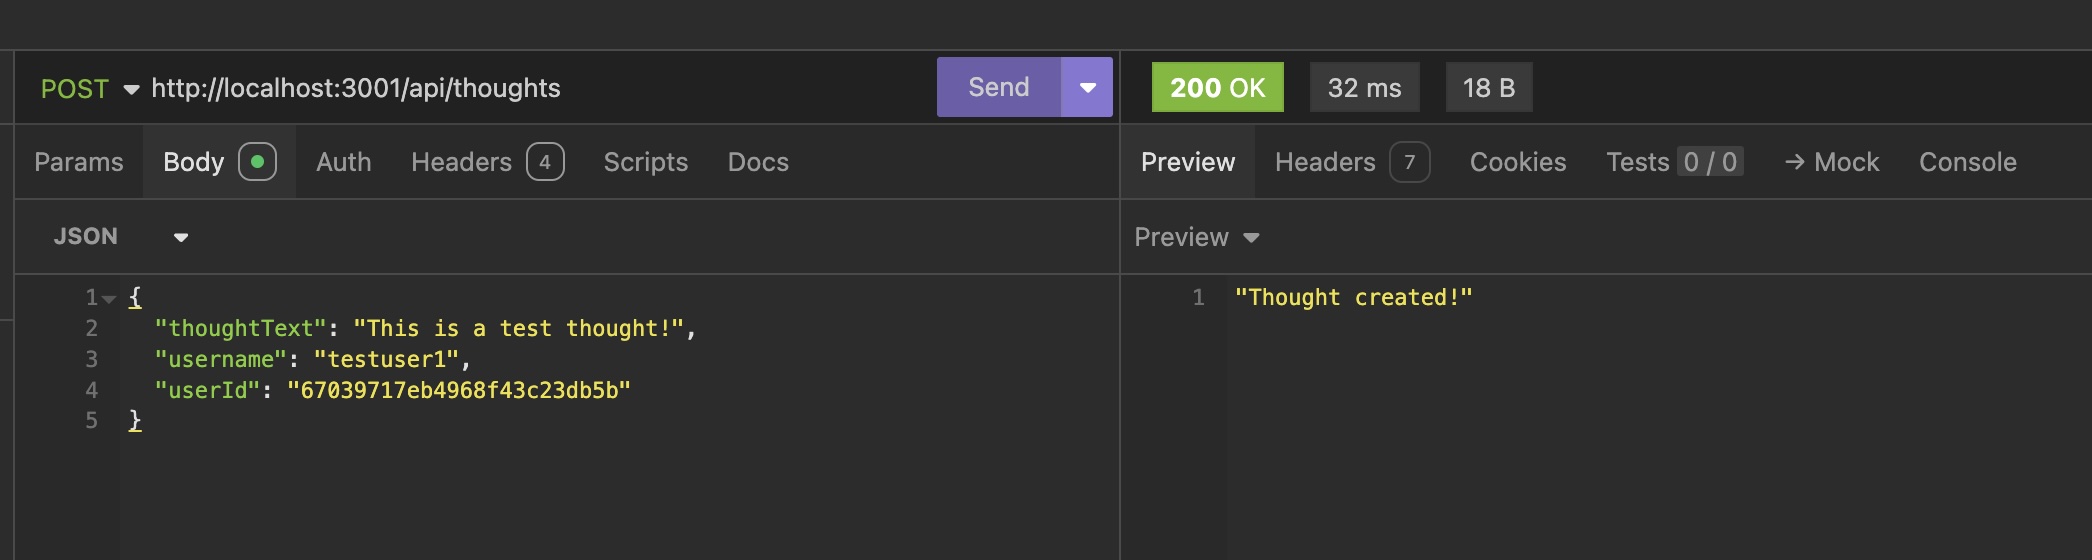 POST http://localhost:3001/api/thoughts Send 200 OK 32 ms 18 B
Params Body Auth Headers 4 Scripts Docs Preview Headers 7 Cookies Tests 0 / 0 → Mock Console
JSON Preview
1 {
2 "thoughtText": "This is a test thought!",
3 "username": "testuser1",
4 "userId": "67039717eb4968f43c23db5b"
5 }
1 "Thought created!"